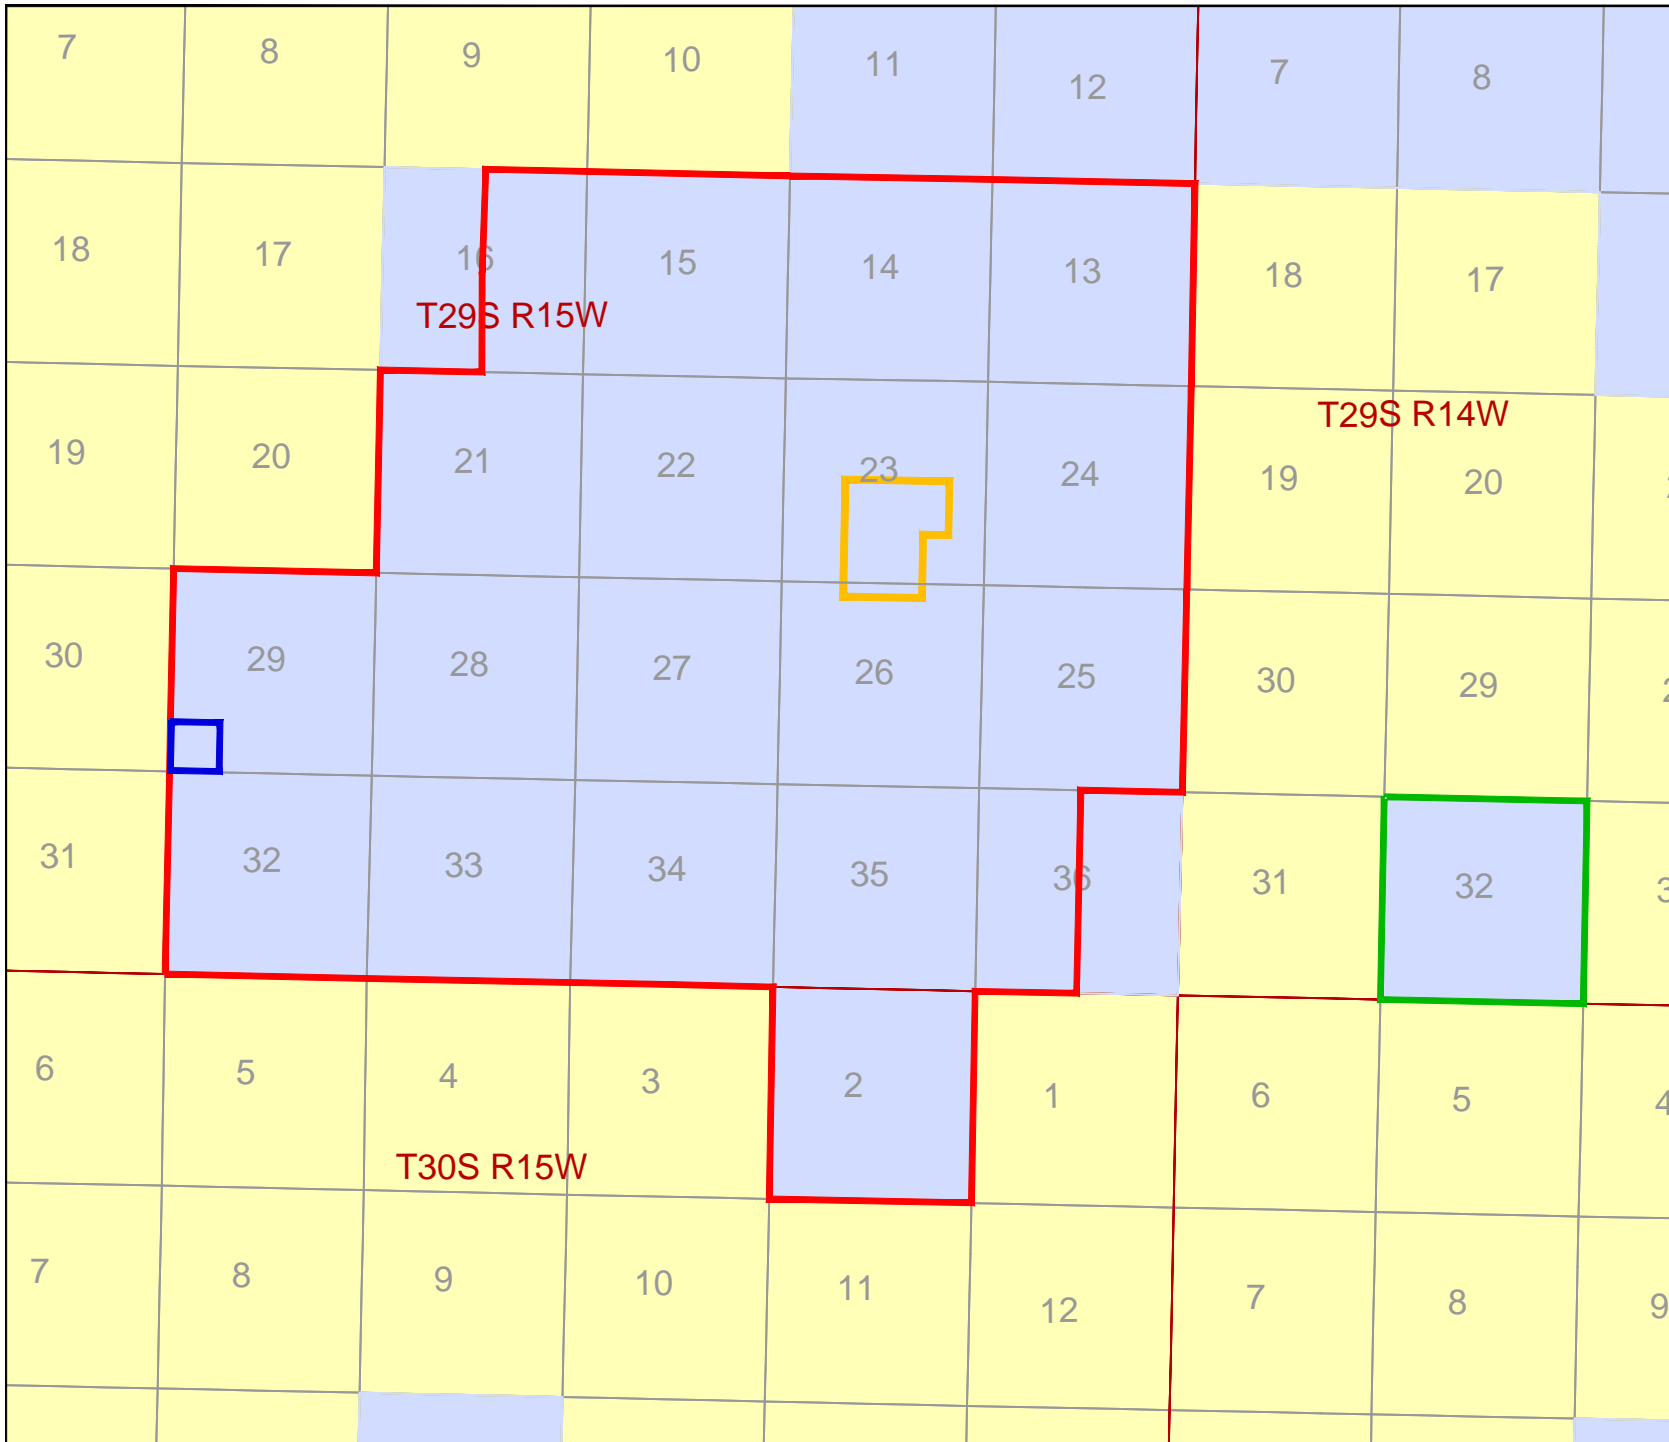 7 8 9 10 11 12 7 8
18 17 16 15 14 13 18 17
T29S R15W
T29S R14W
19 20 21 22 23 24 19 20
30 29 28 27 26 25 30 29
31 32 33 34 35 36 31 32
6 5 4 3 2 1 6 5 4
T30S R15W
7 8 9 10 11 12 7 8 9